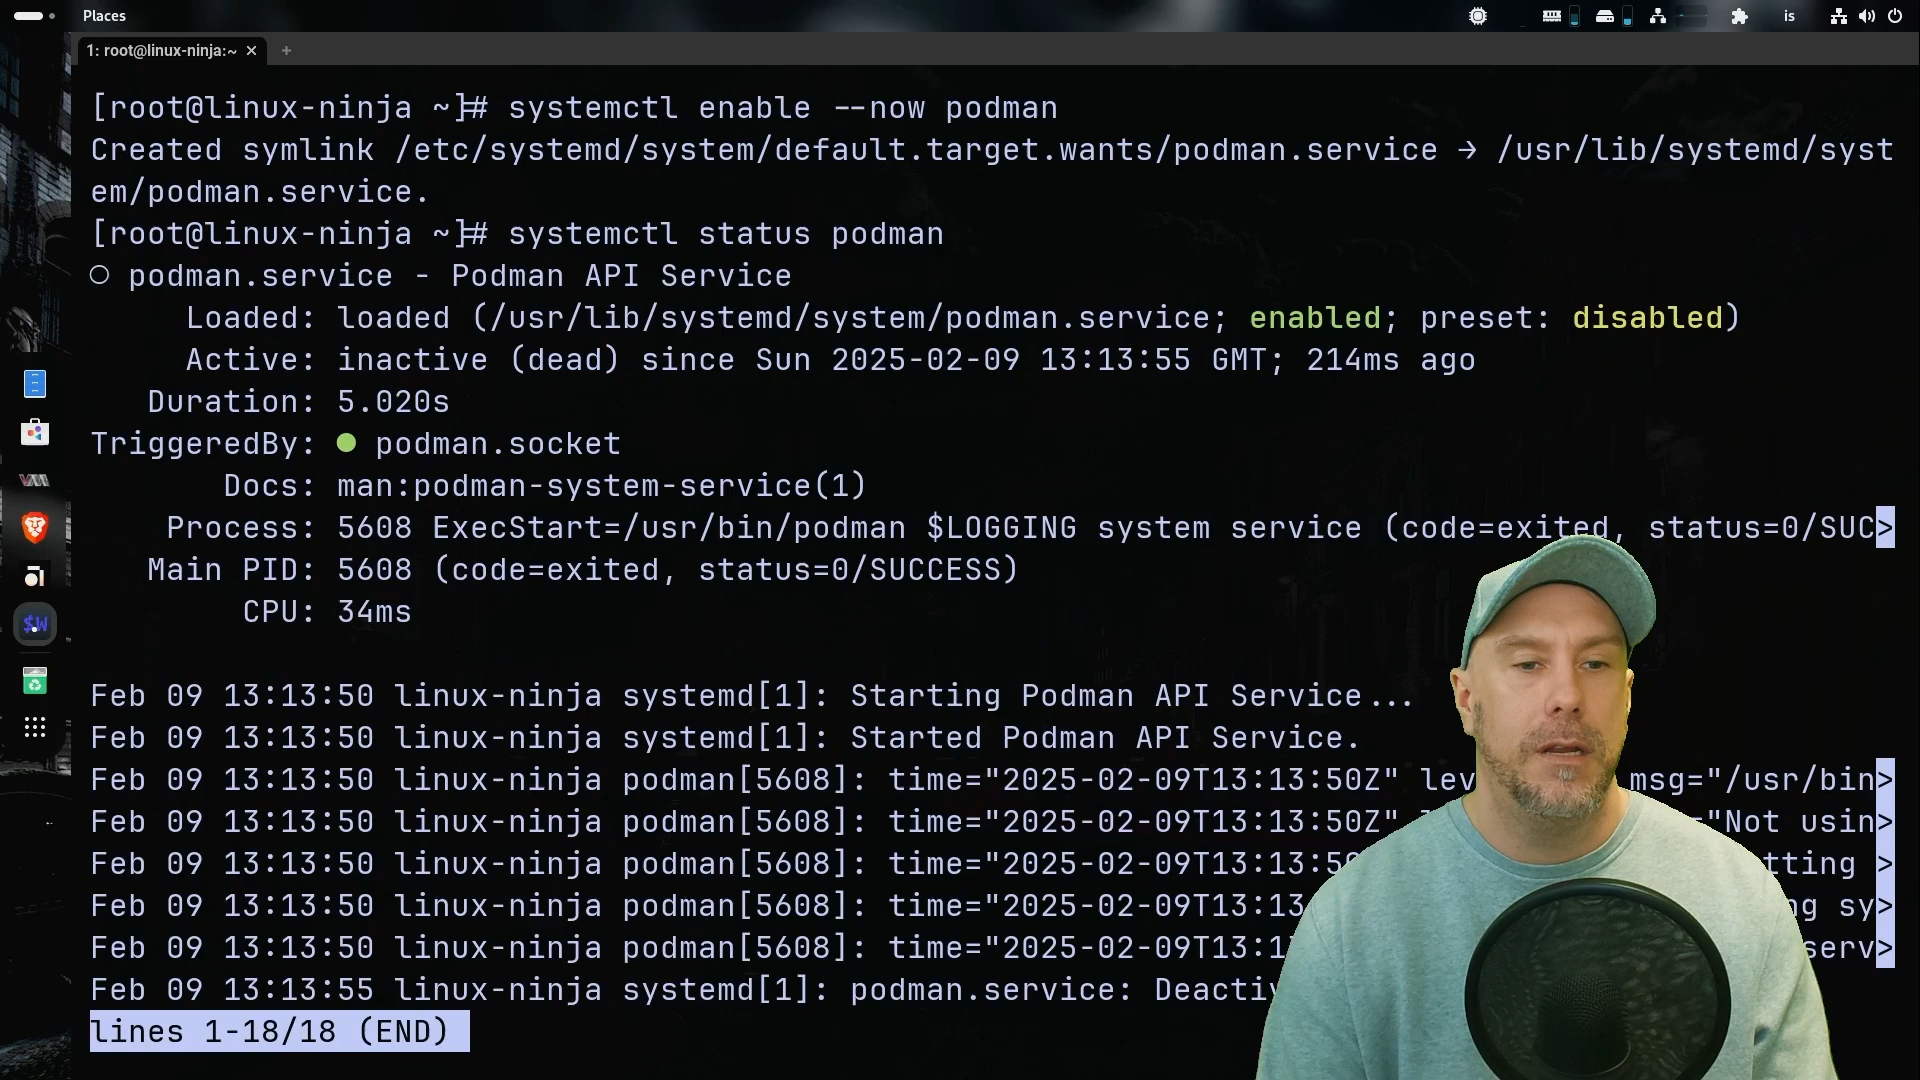 Places
is
1: root@linux-ninja:~ × +
[root@linux-ninja ~]# systemctl enable --now podman
Created symlink /etc/systemd/system/default.target.wants/podman.service → /usr/lib/systemd/syst
em/podman.service.
[root@linux-ninja ~]# systemctl status podman
○ podman.service - Podman API Service
Loaded: loaded (/usr/lib/systemd/system/podman.service; enabled; preset: disabled)
Active: inactive (dead) since Sun 2025-02-09 13:13:55 GMT; 214ms ago
Duration: 5.020s
TriggeredBy: ● podman.socket
Docs: man:podman-system-service(1)
Process: 5608 ExecStart=/usr/bin/podman $LOGGING system service (code=exited, status=0/SUC>
Main PID: 5608 (code=exited, status=0/SUCCESS)
CPU: 34ms
Feb 09 13:13:50 linux-ninja systemd[1]: Starting Podman API Service...
Feb 09 13:13:50 linux-ninja systemd[1]: Started Podman API Service.
Feb 09 13:13:50 linux-ninja podman[5608]: time="2025-02-09T13:13:50Z" lev msg="/usr/bin>
Feb 09 13:13:50 linux-ninja podman[5608]: time="2025-02-09T13:13:50Z" "Not usin>
Feb 09 13:13:50 linux-ninja podman[5608]: time="2025-02-09T13:13:50 tting >
Feb 09 13:13:50 linux-ninja podman[5608]: time="2025-02-09T13:13 ng sy>
Feb 09 13:13:50 linux-ninja podman[5608]: time="2025-02-09T13:1 serv>
Feb 09 13:13:55 linux-ninja systemd[1]: podman.service: Deactiv
lines 1-18/18 (END)
$W